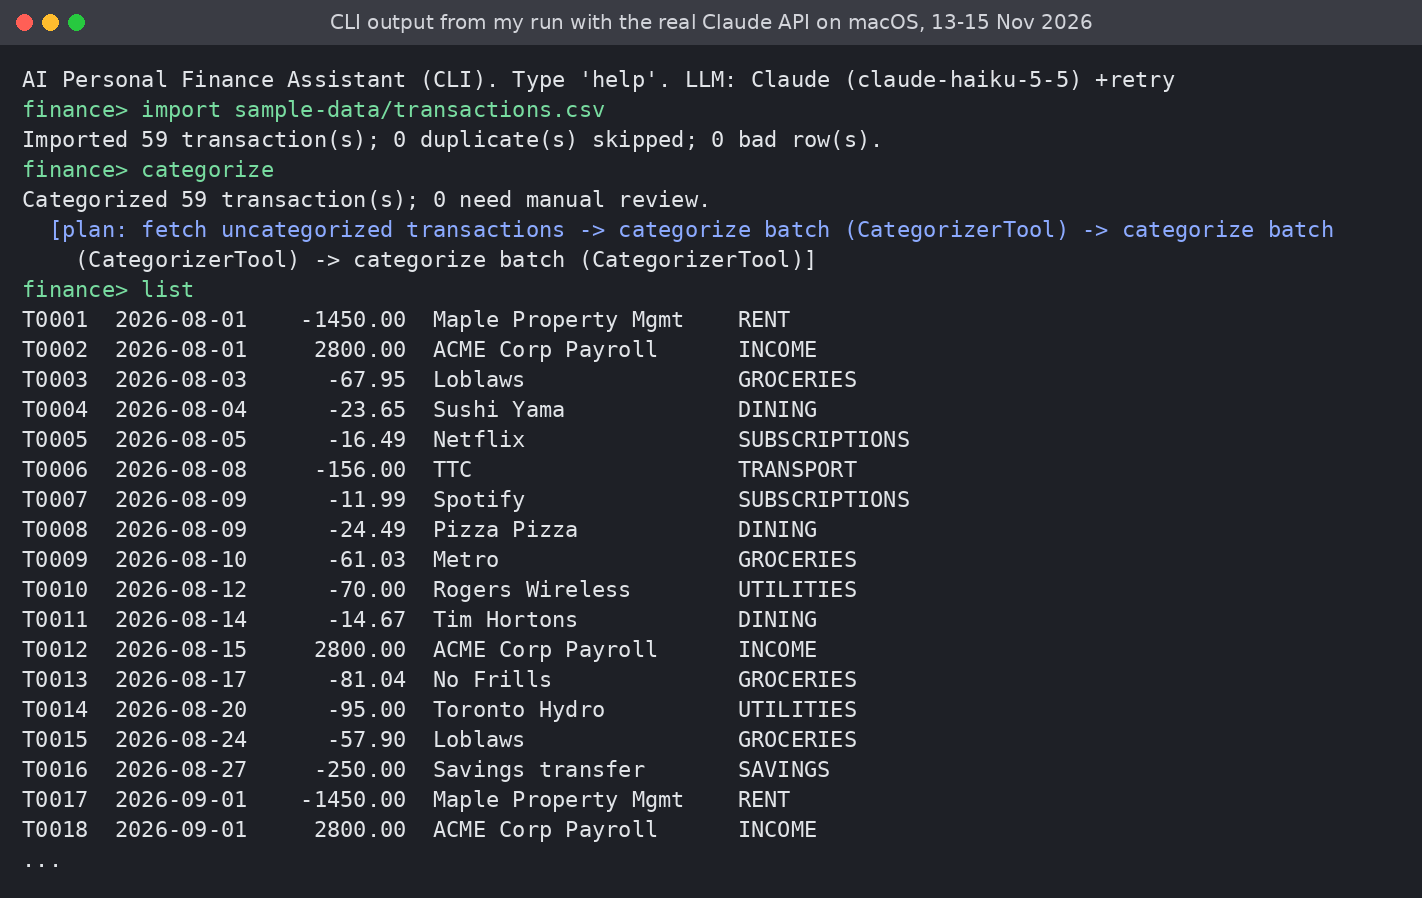 CLI output from my run with the real Claude API on macOS, 13-15 Nov 2026
AI Personal Finance Assistant (CLI). Type 'help'. LLM: Claude (claude-haiku-5-5) +retry
finance> import sample-data/transactions.csv
Imported 59 transaction(s); 0 duplicate(s) skipped; 0 bad row(s).
finance> categorize
Categorized 59 transaction(s); 0 need manual review.
  [plan: fetch uncategorized transactions -> categorize batch (CategorizerTool) -> categorize batch
    (CategorizerTool) -> categorize batch (CategorizerTool)]
finance> list
T0001  2026-08-01    -1450.00  Maple Property Mgmt    RENT
T0002  2026-08-01     2800.00  ACME Corp Payroll      INCOME
T0003  2026-08-03      -67.95  Loblaws                GROCERIES
T0004  2026-08-04      -23.65  Sushi Yama             DINING
T0005  2026-08-05      -16.49  Netflix                SUBSCRIPTIONS
T0006  2026-08-08     -156.00  TTC                    TRANSPORT
T0007  2026-08-09      -11.99  Spotify                SUBSCRIPTIONS
T0008  2026-08-09      -24.49  Pizza Pizza            DINING
T0009  2026-08-10      -61.03  Metro                  GROCERIES
T0010  2026-08-12      -70.00  Rogers Wireless        UTILITIES
T0011  2026-08-14      -14.67  Tim Hortons            DINING
T0012  2026-08-15     2800.00  ACME Corp Payroll      INCOME
T0013  2026-08-17      -81.04  No Frills              GROCERIES
T0014  2026-08-20      -95.00  Toronto Hydro          UTILITIES
T0015  2026-08-24      -57.90  Loblaws                GROCERIES
T0016  2026-08-27     -250.00  Savings transfer       SAVINGS
T0017  2026-09-01    -1450.00  Maple Property Mgmt    RENT
T0018  2026-09-01     2800.00  ACME Corp Payroll      INCOME
...